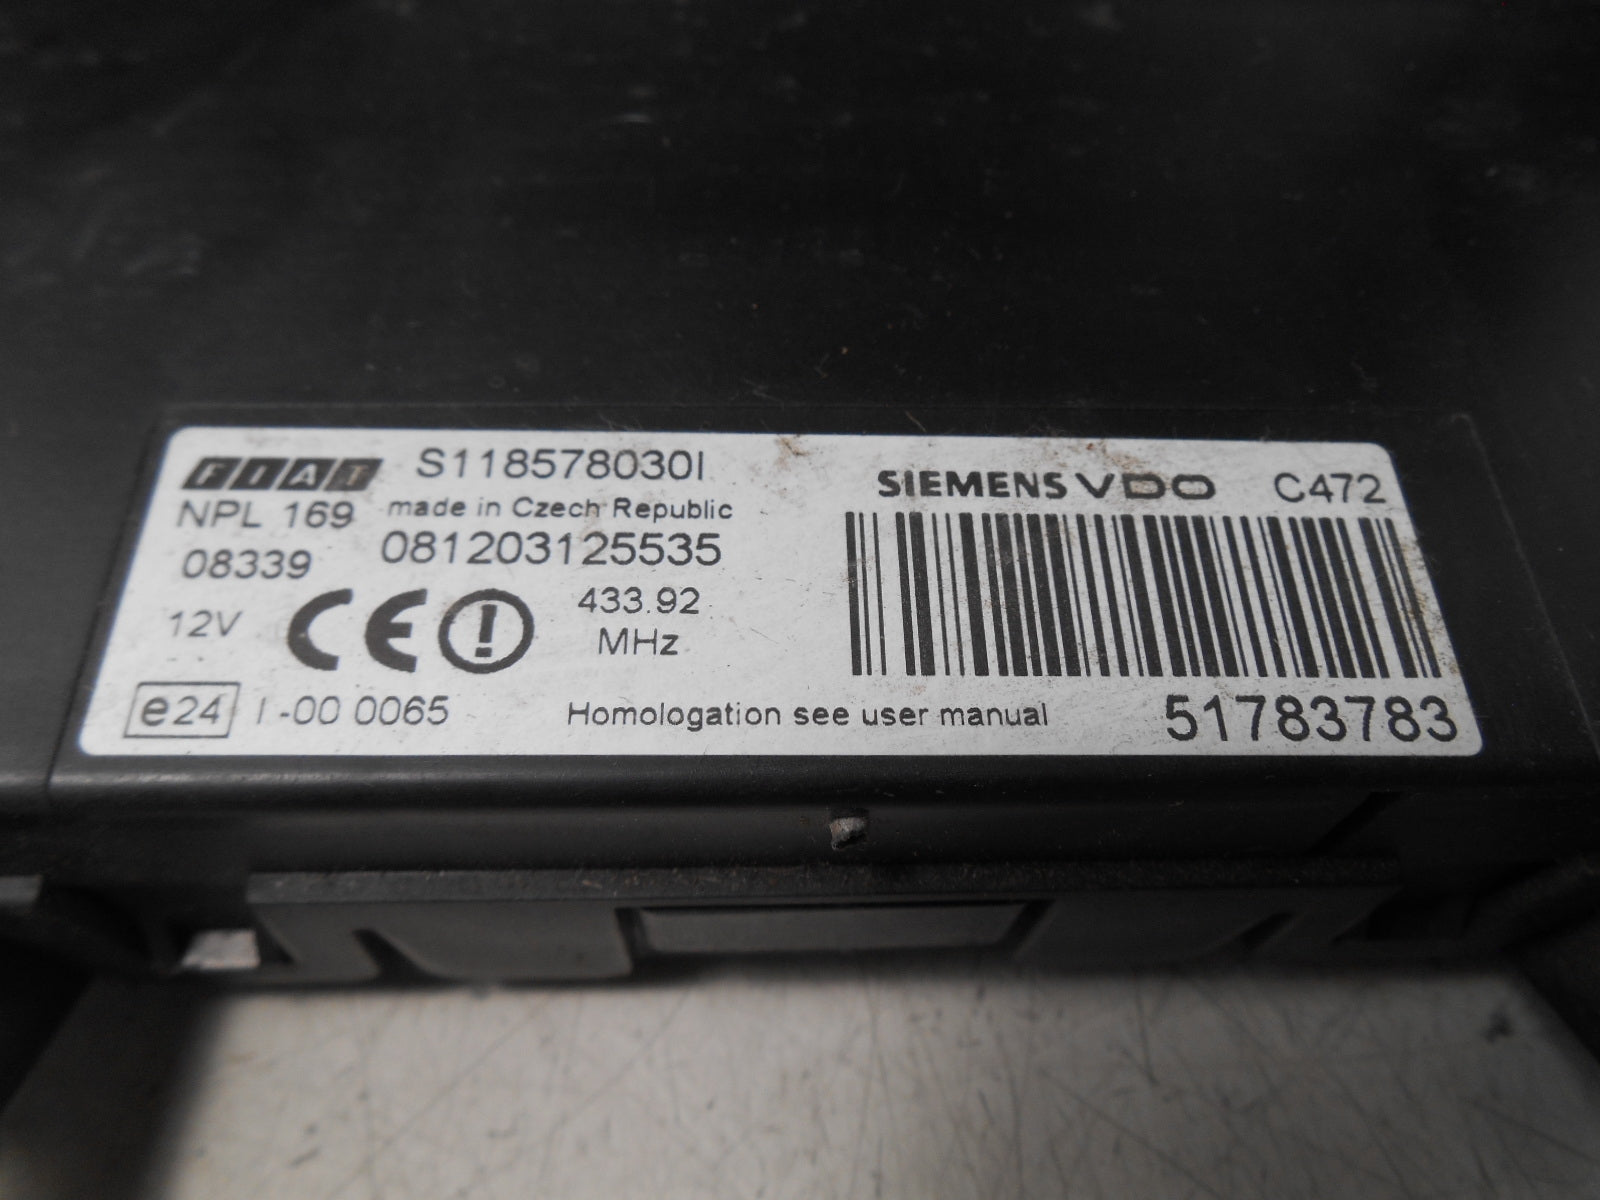 FIAT S118578030I
NPL 169 made in Czech Republic
08339 081203125535
12V CE 433.92
MHz
e24 I -00 0065 Homologation see user manual
SIEMENS VDO C472
51783783